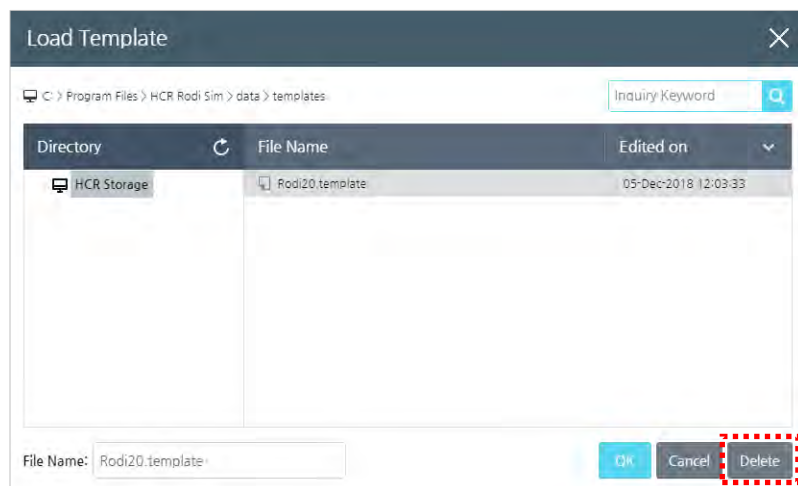 Load Template
C: > Program Files > HCR Rodi Sim > data > templates
Inquiry Keyword
Directory File Name Edited on
HCR Storage Rodi20.template 05-Dec-2018 12:03:33
File Name: Rodi20.template OK Cancel Delete